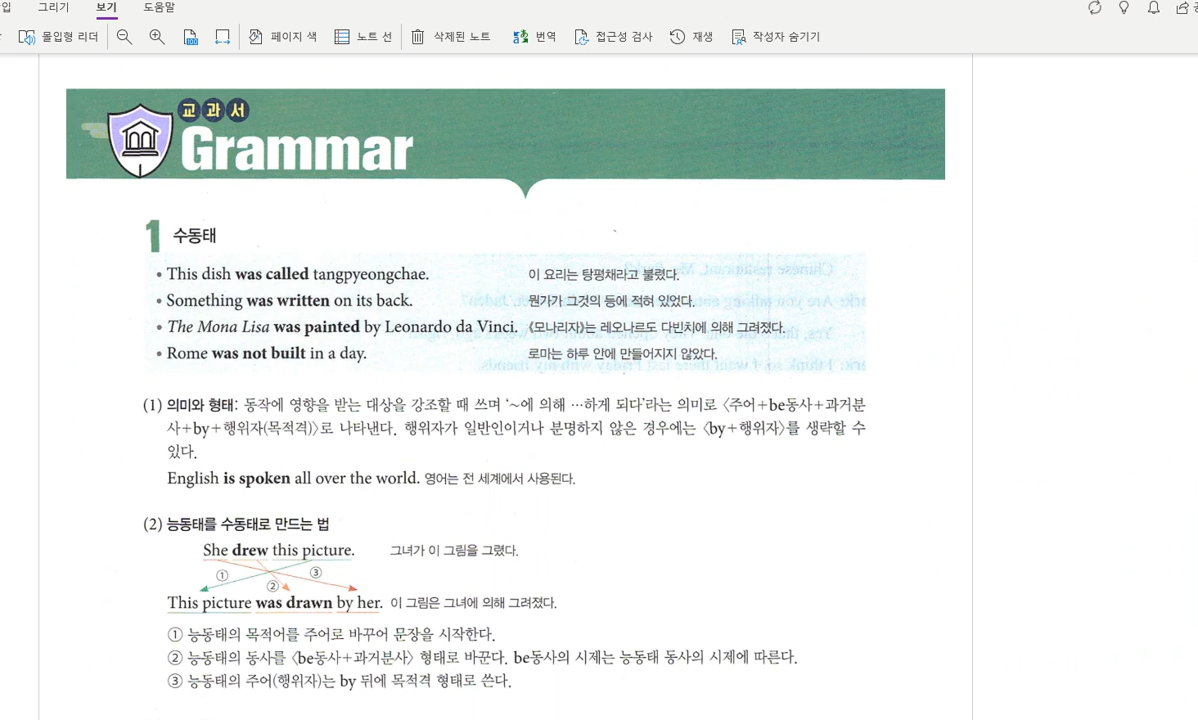 그리기 보기 도움말
몰입형 리더 페이지 색 노트 선 삭제된 노트 번역 접근성 검사 재생 작성자 숨기기
교과서
Grammar
1 수동태
• This dish was called tangpyeongchae. 이 요리는 탕평채라고 불렸다.
• Something was written on its back. 뭔가가 그것의 등에 적혀 있었다.
• The Mona Lisa was painted by Leonardo da Vinci. 《모나리자》는 레오나르도 다빈치에 의해 그려졌다.
• Rome was not built in a day. 로마는 하루 안에 만들어지지 않았다.
(1) 의미와 형태: 동작에 영향을 받는 대상을 강조할 때 쓰며 ‘~에 의해 …하게 되다’라는 의미로 〈주어+be동사+과거분
사+by+행위자(목적격)〉로 나타낸다. 행위자가 일반인이거나 분명하지 않은 경우에는 〈by+행위자〉를 생략할 수
있다.
English is spoken all over the world. 영어는 전 세계에서 사용된다.
(2) 능동태를 수동태로 만드는 법
She drew this picture. 그녀가 이 그림을 그렸다.
① ② ③
This picture was drawn by her. 이 그림은 그녀에 의해 그려졌다.
① 능동태의 목적어를 주어로 바꾸어 문장을 시작한다.
② 능동태의 동사를 〈be동사+과거분사〉 형태로 바꾼다. be동사의 시제는 능동태 동사의 시제에 따른다.
③ 능동태의 주어(행위자)는 by 뒤에 목적격 형태로 쓴다.